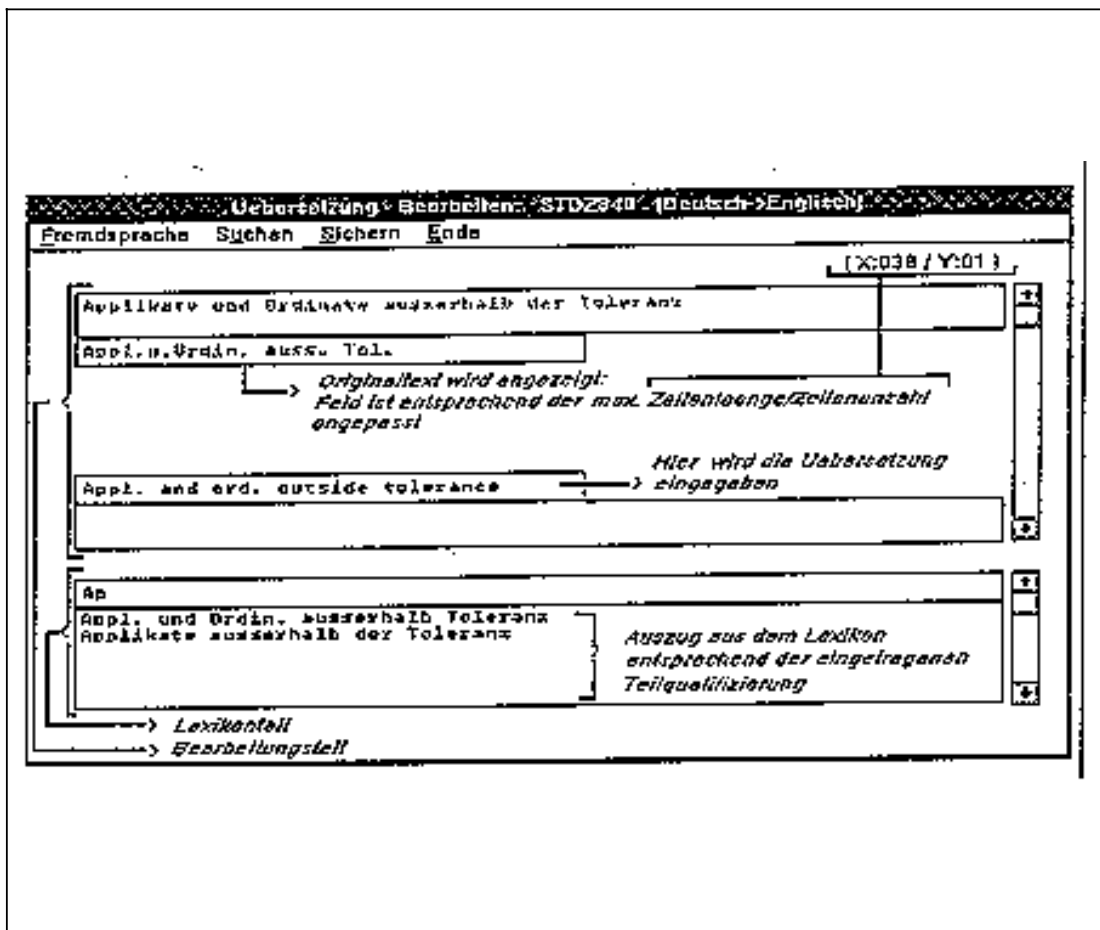 Uebersetzung - Bearbeiten: 'STDZ840' (Deutsch->Englisch)
Fremdsprache Suchen Sichern Ende
( X:038 / Y:01 )
Applikate und Ordinate ausserhalb der Toleranz
Appl.u.Ordin. auss. Tol.
Originaltext wird angezeigt:
Feld ist entsprechend der max. Zeilenlaenge/Zeilenanzahl
angepasst
Hier wird die Uebersetzung
eingegeben
Appl. and ord. outside tolerance
Ap
Appl. und Ordin. ausserhalb Toleranz
Applikate ausserhalb der Toleranz
Auszug aus dem Lexikon
entsprechend der eingetragenen
Teilqualifizierung
Lexikonteil
Bearbeitungsteil